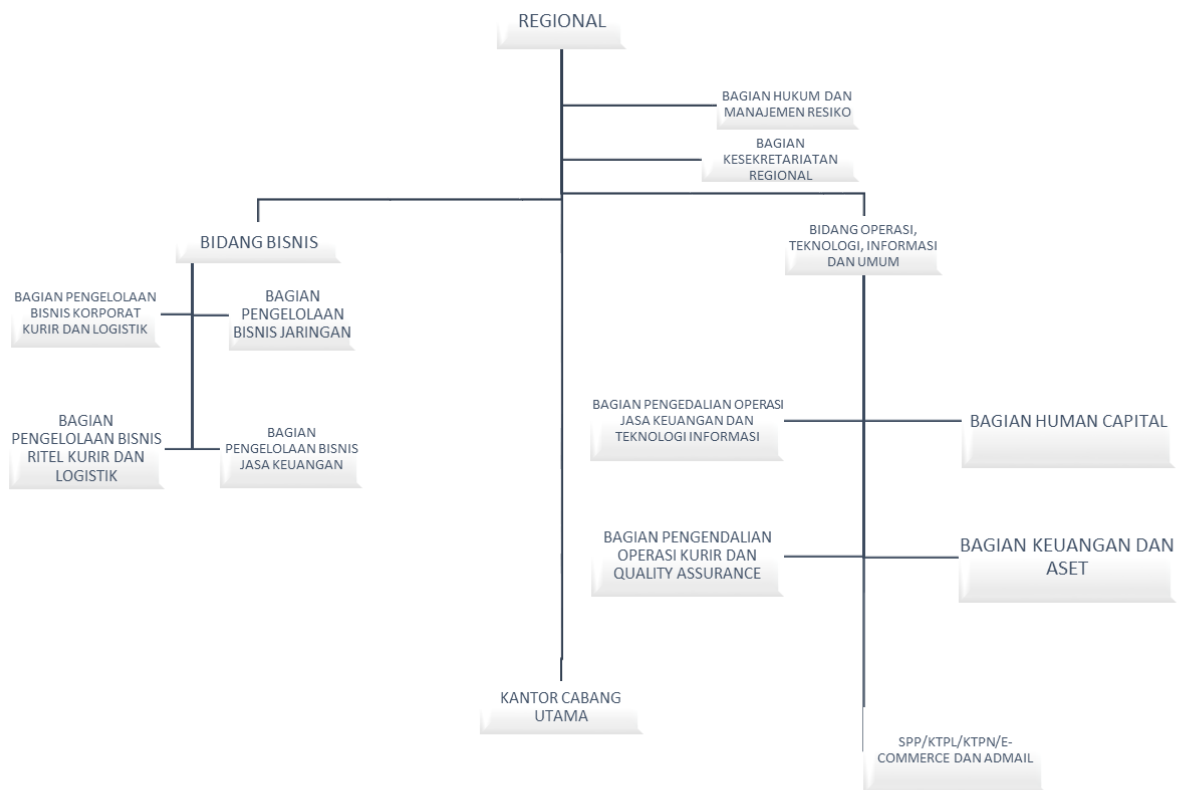 REGIONAL
BAGIAN HUKUM DAN
MANAJEMEN RESIKO
BAGIAN
KESEKRETARIATAN
REGIONAL
BIDANG BISNIS
BIDANG OPERASI,
TEKNOLOGI, INFORMASI
DAN UMUM
BAGIAN PENGELOLAAN
BISNIS KORPORAT
KURIR DAN LOGISTIK
BAGIAN
PENGELOLAAN
BISNIS JARINGAN
BAGIAN
PENGELOLAAN BISNIS
RITEL KURIR DAN
LOGISTIK
BAGIAN
PENGELOLAAN BISNIS
JASA KEUANGAN
BAGIAN PENGEDALIAN OPERASI
JASA KEUANGAN DAN
TEKNOLOGI INFORMASI
BAGIAN HUMAN CAPITAL
BAGIAN PENGENDALIAN
OPERASI KURIR DAN
QUALITY ASSURANCE
BAGIAN KEUANGAN DAN
ASET
KANTOR CABANG
UTAMA
SPP/KTPL/KTPN/E-
COMMERCE DAN ADMAIL